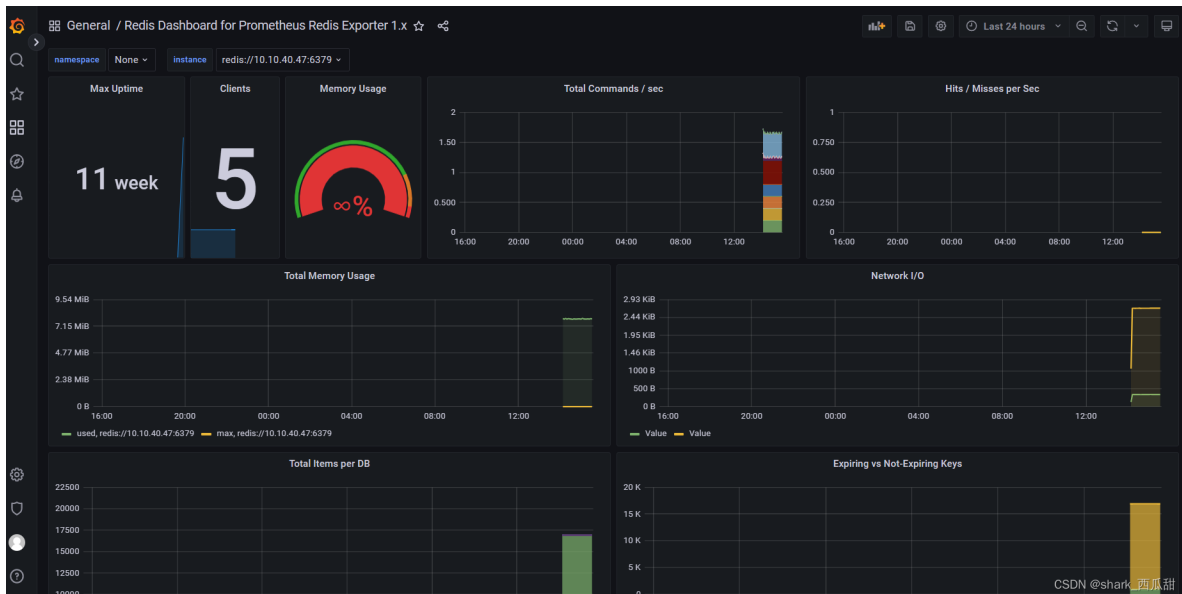 General / Redis Dashboard for Prometheus Redis Exporter 1.x
Last 24 hours
namespace None instance redis://10.10.40.47:6379
Max Uptime
11 week
Clients
5
Memory Usage
∞%
Total Commands / sec
2
1.50
1
0.500
0
16:00 20:00 00:00 04:00 08:00 12:00
Hits / Misses per Sec
1
0.750
0.500
0.250
0
16:00 20:00 00:00 04:00 08:00 12:00
Total Memory Usage
9.54 MiB
7.15 MiB
4.77 MiB
2.38 MiB
0 B
16:00 20:00 00:00 04:00 08:00 12:00
used, redis://10.10.40.47:6379 max, redis://10.10.40.47:6379
Network I/O
2.93 KiB
2.44 KiB
1.95 KiB
1.46 KiB
1000 B
500 B
0 B
16:00 20:00 00:00 04:00 08:00 12:00
Value Value
Total Items per DB
22500
20000
17500
15000
12500
10000
Expiring vs Not-Expiring Keys
20 K
15 K
10 K
5 K
0
CSDN @shark_西瓜甜